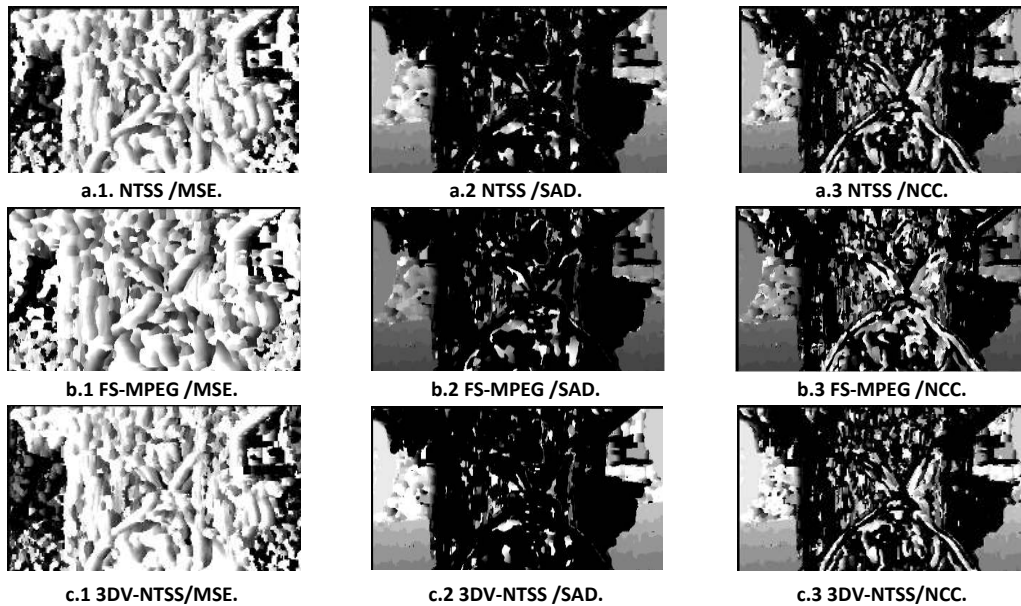 a.1. NTSS /MSE.
a.2 NTSS /SAD.
a.3 NTSS /NCC.
b.1 FS-MPEG /MSE.
b.2 FS-MPEG /SAD.
b.3 FS-MPEG /NCC.
c.1 3DV-NTSS/MSE.
c.2 3DV-NTSS /SAD.
c.3 3DV-NTSS/NCC.